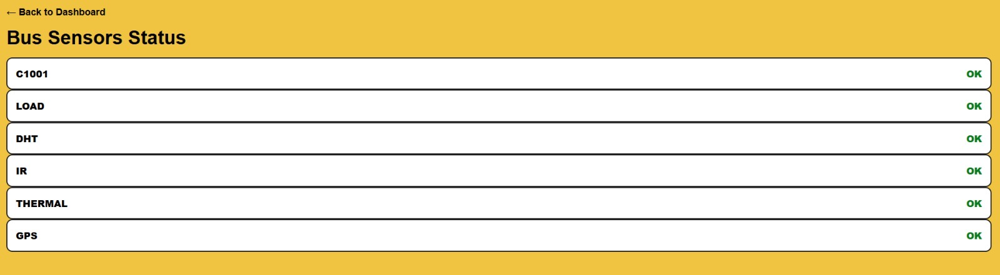 ← Back to Dashboard
Bus Sensors Status
C1001 OK
LOAD OK
DHT OK
IR OK
THERMAL OK
GPS OK